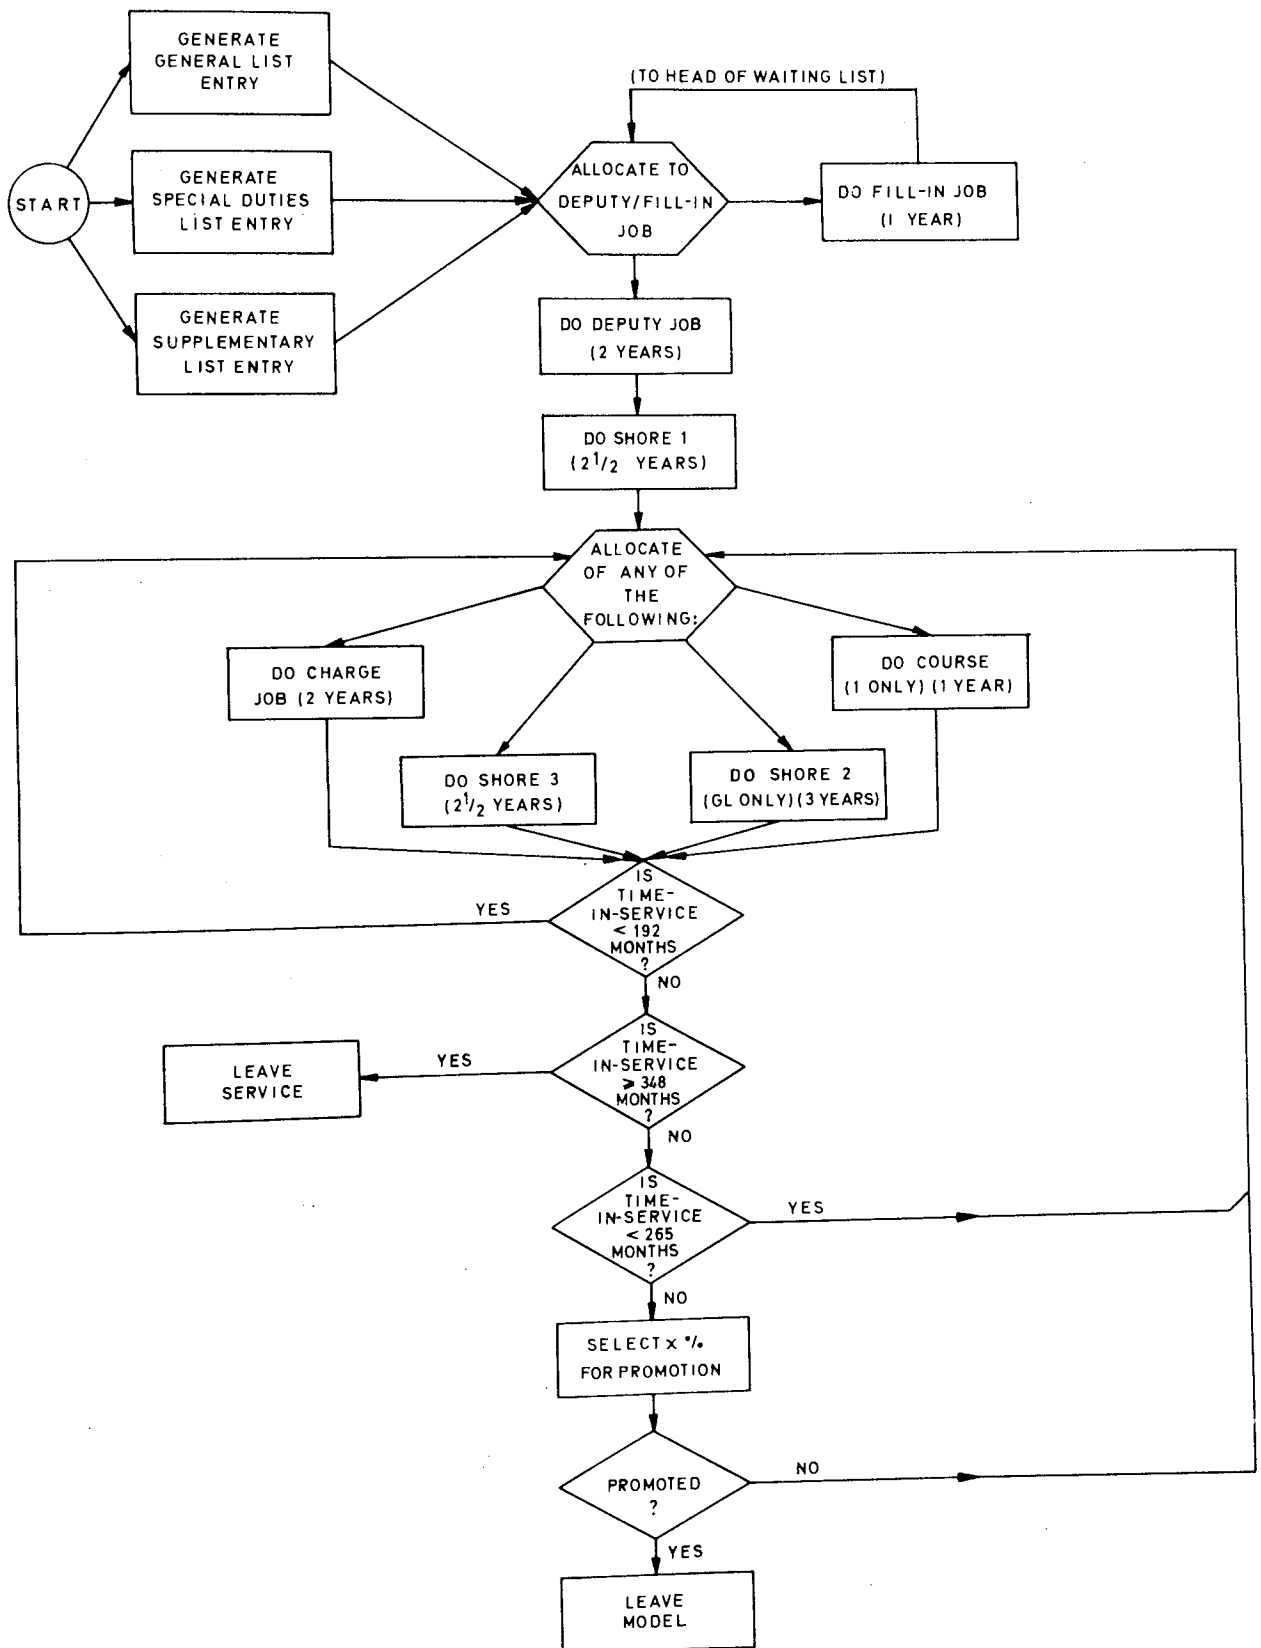 GENERATE
GENERAL LIST
ENTRY
(TO HEAD OF WAITING LIST)
START
GENERATE
SPECIAL DUTIES
LIST ENTRY
ALLOCATE TO
DEPUTY/FILL-IN
JOB
DO FILL-IN JOB
(1 YEAR)
GENERATE
SUPPLEMENTARY
LIST ENTRY
DO DEPUTY JOB
(2 YEARS)
DO SHORE 1
(2 1/2 YEARS)
ALLOCATE
OF ANY OF
THE
FOLLOWING:
DO CHARGE
JOB (2 YEARS)
DO COURSE
(1 ONLY) (1 YEAR)
DO SHORE 3
(2 1/2 YEARS)
DO SHORE 2
(GL ONLY) (3 YEARS)
IS
TIME-
IN-SERVICE
< 192
MONTHS
?
YES
NO
IS
TIME-
IN-SERVICE
⩾ 348
MONTHS
?
YES
LEAVE
SERVICE
NO
IS
TIME-
IN-SERVICE
< 265
MONTHS
?
YES
NO
SELECT x %
FOR PROMOTION
PROMOTED
?
NO
YES
LEAVE
MODEL